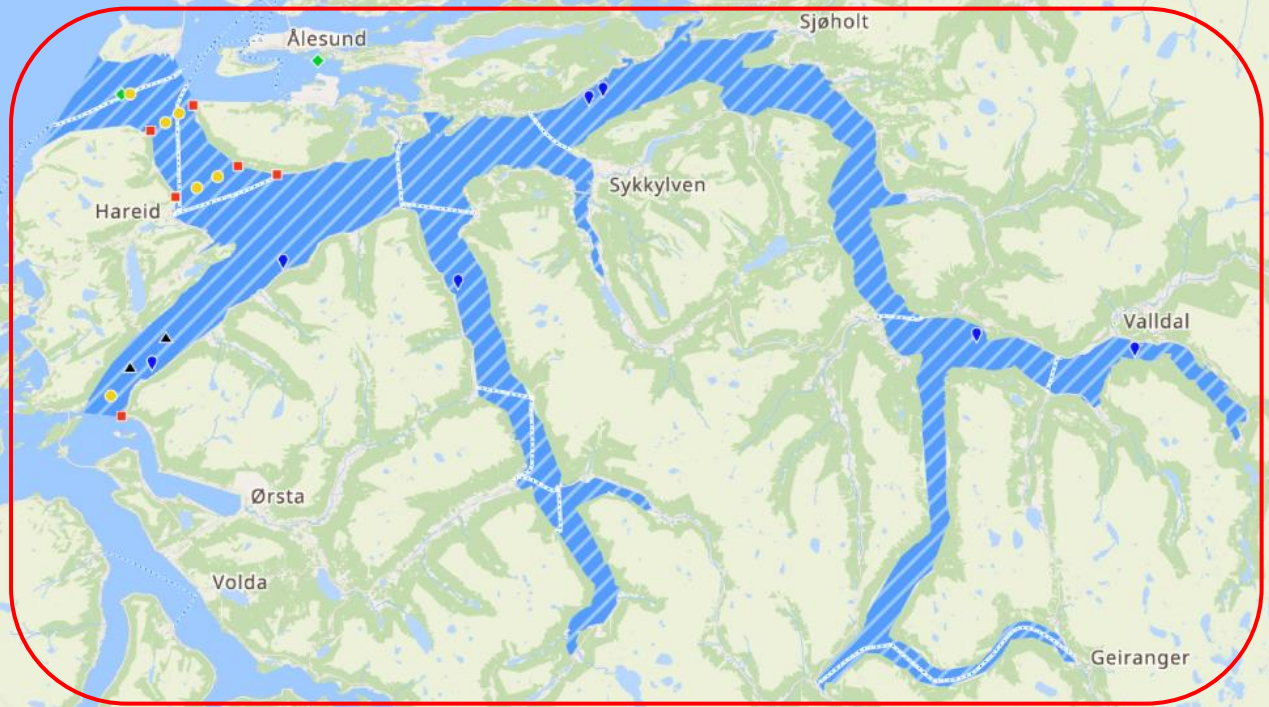 Sjøholt
Ålesund
Sykkylven
Hareid
Valldal
Ørsta
Volda
Geiranger